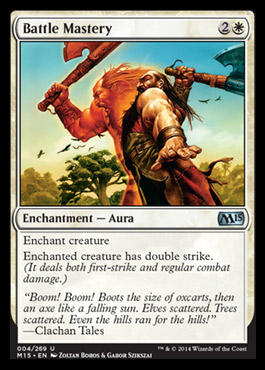 Battle Mastery 2
Enchantment — Aura M15
Enchant creature
Enchanted creature has double strike.
(It deals both first-strike and regular combat
damage.)
“Boom! Boom! Boots the size of oxcarts, then
an axe like a falling sun. Elves scattered. Trees
scattered. Even the hills ran for the hills!”
—Clachan Tales
004/269 U
M15 • EN Zoltan Boros & Gabor Szikszai
™ & © 2014 Wizards of the Coast